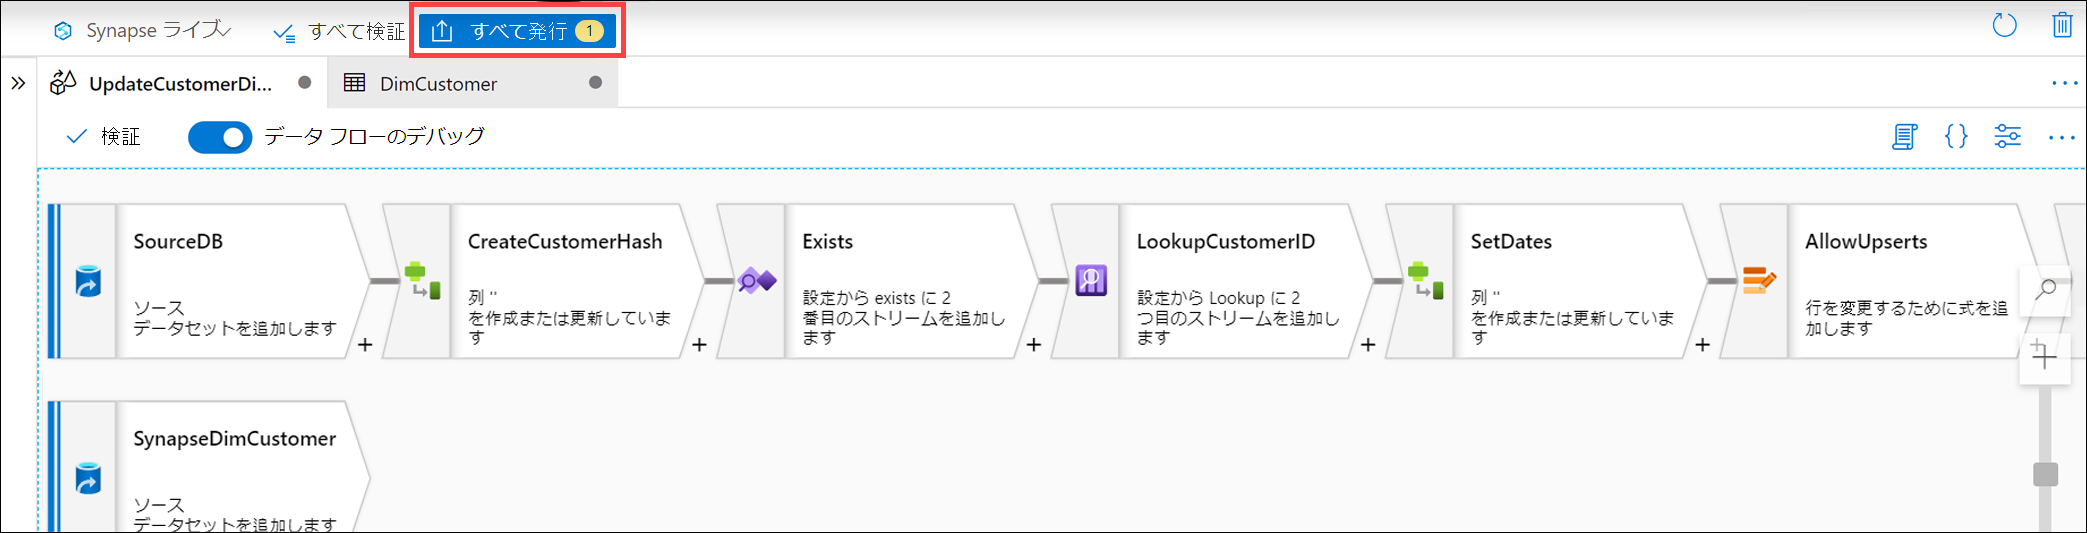 Synapse ライブ すべて検証 すべて発行 1
UpdateCustomerDi... DimCustomer
検証 データ フローのデバッグ
SourceDB
ソース
データセットを追加します
CreateCustomerHash
列 ''
を作成または更新していま
す
Exists
設定から exists に 2
番目のストリームを追加し
ます
LookupCustomerID
設定から Lookup に 2
つ目のストリームを追加し
ます
SetDates
列 ''
を作成または更新していま
す
AllowUpserts
行を変更するために式を追
加します
SynapseDimCustomer
ソース
データセットを追加します